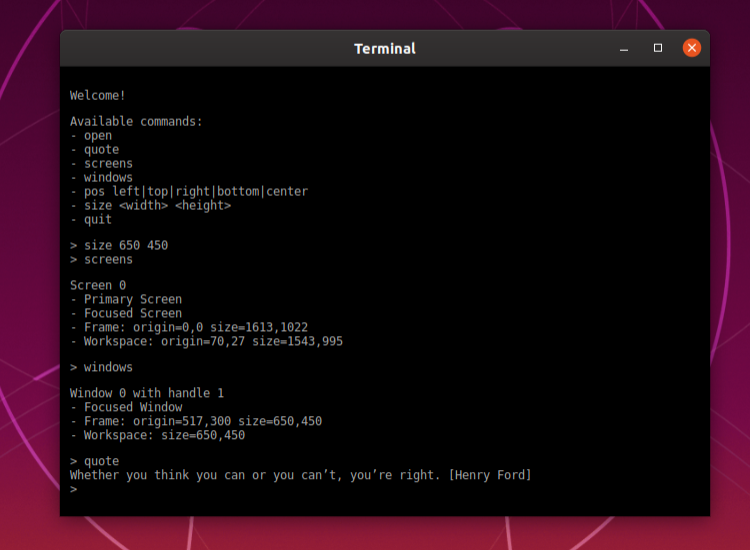 Terminal
Welcome!
Available commands:
- open
- quote
- screens
- windows
- pos left|top|right|bottom|center
- size <width> <height>
- quit
> size 650 450
> screens
Screen 0
- Primary Screen
- Focused Screen
- Frame: origin=0,0 size=1613,1022
- Workspace: origin=70,27 size=1543,995
> windows
Window 0 with handle 1
- Focused Window
- Frame: origin=517,300 size=650,450
- Workspace: size=650,450
> quote
Whether you think you can or you can’t, you’re right. [Henry Ford]
>